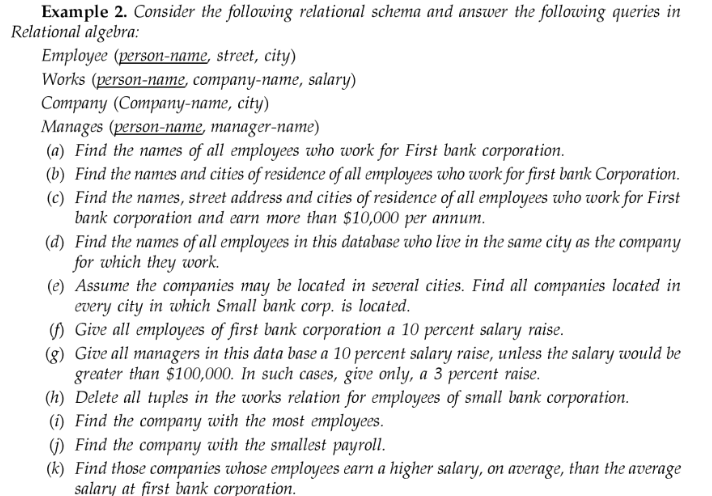 Example 2. Consider the following relational schema and answer the following queries in
Relational algebra:
Employee (person-name, street, city)
Works (person-name, company-name, salary)
Company (Company-name, city)
Manages (person-name, manager-name)
(a) Find the names of all employees who work for First bank corporation.
(b) Find the names and cities of residence of all employees who work for first bank Corporation.
(c) Find the names, street address and cities of residence of all employees who work for First
bank corporation and earn more than $10,000 per annum.
(d) Find the names of all employees in this database who live in the same city as the company
for which they work.
(e) Assume the companies may be located in several cities. Find all companies located in
every city in which Small bank corp. is located.
(f) Give all employees of first bank corporation a 10 percent salary raise.
(g) Give all managers in this data base a 10 percent salary raise, unless the salary would be
greater than $100,000. In such cases, give only, a 3 percent raise.
(h) Delete all tuples in the works relation for employees of small bank corporation.
(i) Find the company with the most employees.
(j) Find the company with the smallest payroll.
(k) Find those companies whose employees earn a higher salary, on average, than the average
salary at first bank corporation.